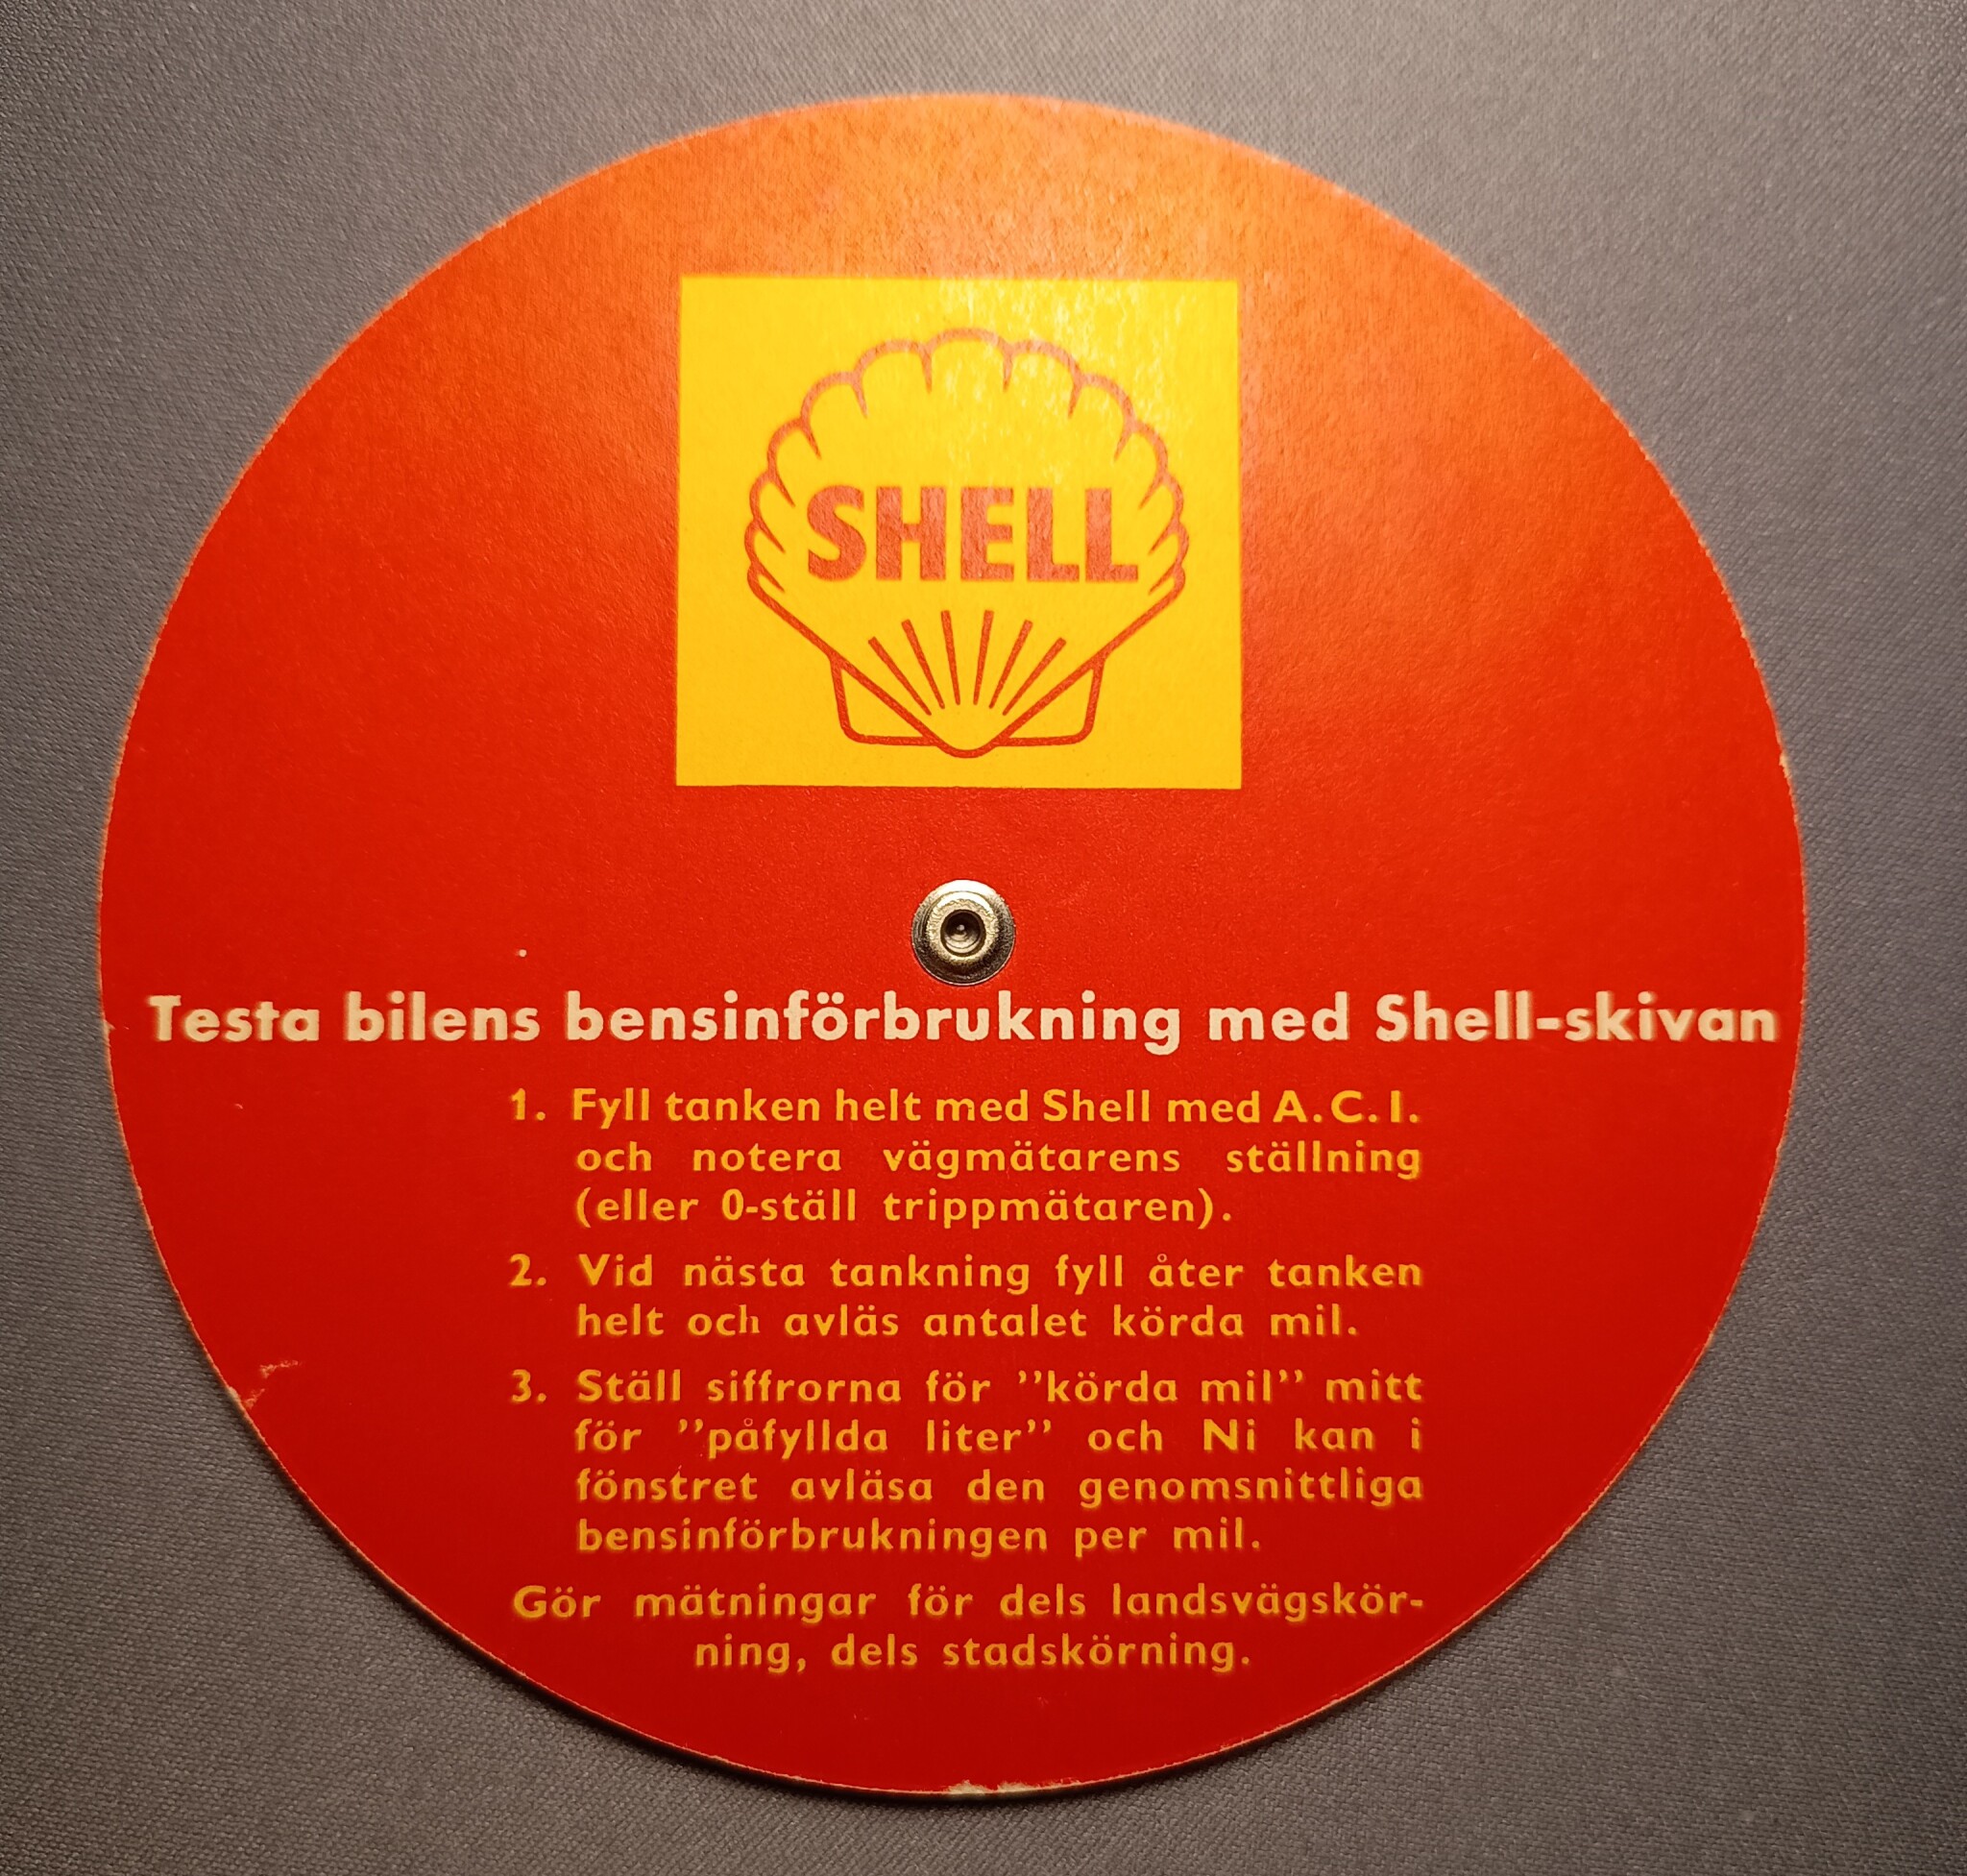 SHELL
Testa bilens bensinförbrukning med Shell-skivan
1. Fyll tanken helt med Shell med A.C.I.
och notera vägmätarens ställning
(eller 0-ställ trippmätaren).
2. Vid nästa tankning fyll åter tanken
helt och avläs antalet körda mil.
3. Ställ siffrorna för ”körda mil” mitt
för ”påfyllda liter” och Ni kan i
fönstret avläsa den genomsnittliga
bensinförbrukningen per mil.
Gör mätningar för dels landsvägskör-
ning, dels stadskörning.